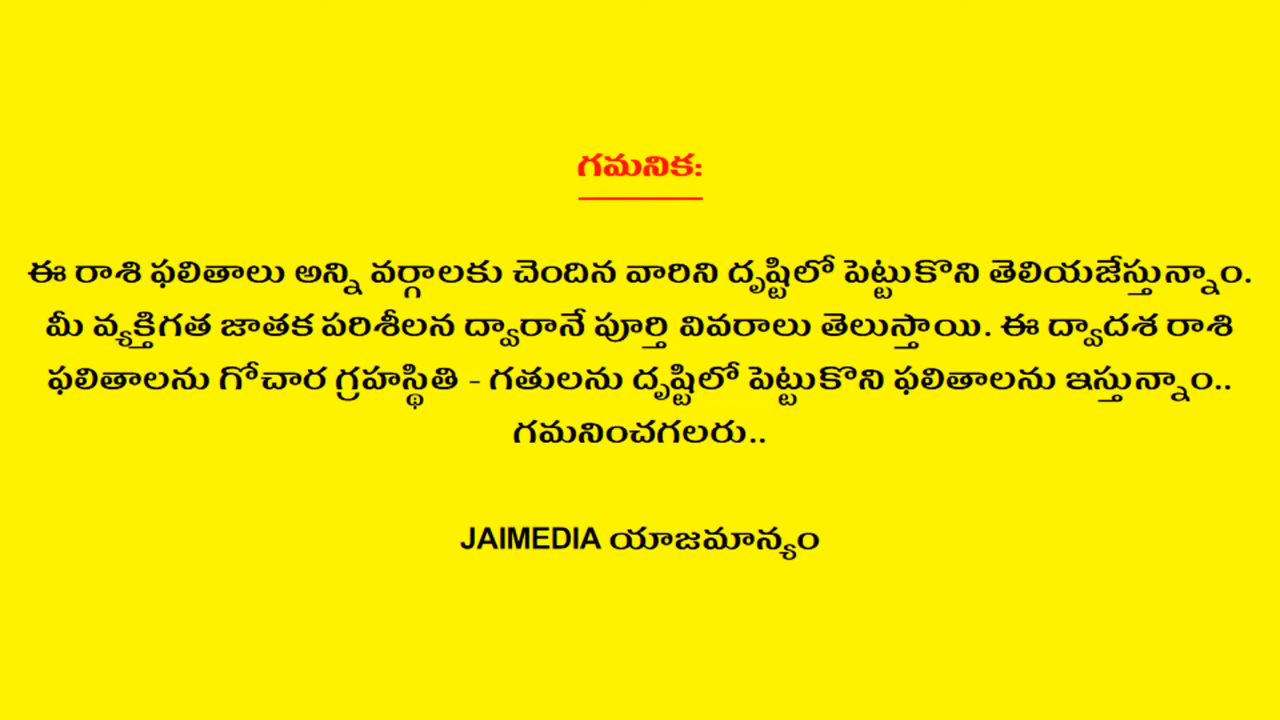 గమనిక:
ఈ రాశి ఫలితాలు అన్ని వర్గాలకు చెందిన వారిని దృష్టిలో పెట్టుకొని తెలియజేస్తున్నాం.
మీ వ్యక్తిగత జాతక పరిశీలన ద్వారానే పూర్తి వివరాలు తెలుస్తాయి. ఈ ద్వాదశ రాశి
ఫలితాలను గోచార గ్రహస్థితి - గతులను దృష్టిలో పెట్టుకొని ఫలితాలను ఇస్తున్నాం..
గమనించగలరు..
JAIMEDIA యాజమాన్యం